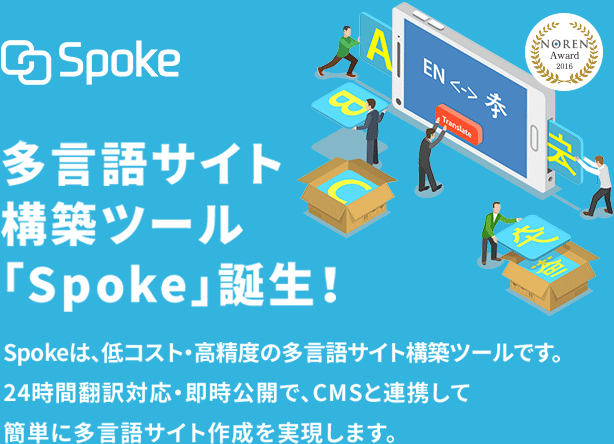 Spoke
NOREN
Award
2016
A
EN <--> 本
Translate
B
C
多言語サイト
構築ツール
「Spoke」誕生！
Spokeは、低コスト・高精度の多言語サイト構築ツールです。
24時間翻訳対応・即時公開で、CMSと連携して
簡単に多言語サイト作成を実現します。